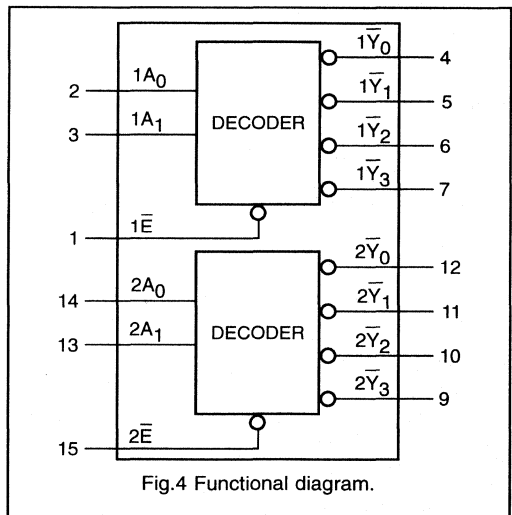 1Y̅0 4
2 1A0
1Y̅1 5
3 1A1
DECODER
1Y̅2 6
1Y̅3 7
1 1E̅
2Y̅0 12
14 2A0
2Y̅1 11
13 2A1
DECODER
2Y̅2 10
2Y̅3 9
15 2E̅
Fig.4 Functional diagram.